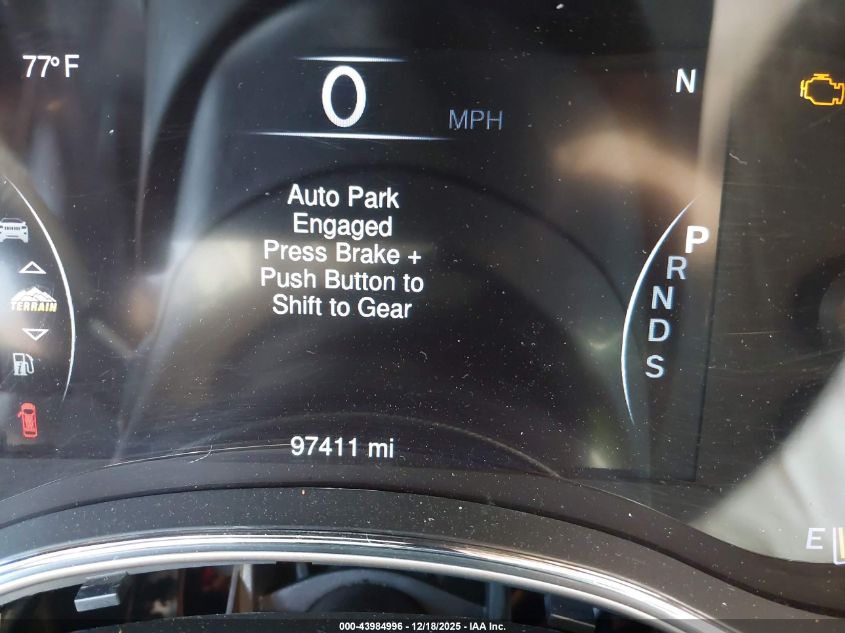 77°F
0
MPH
N
Auto Park
Engaged
Press Brake +
Push Button to
Shift to Gear
TERRAIN
P
R
N
D
S
97411 mi
E
000-43984996 - 12/18/2025 - IAA Inc.